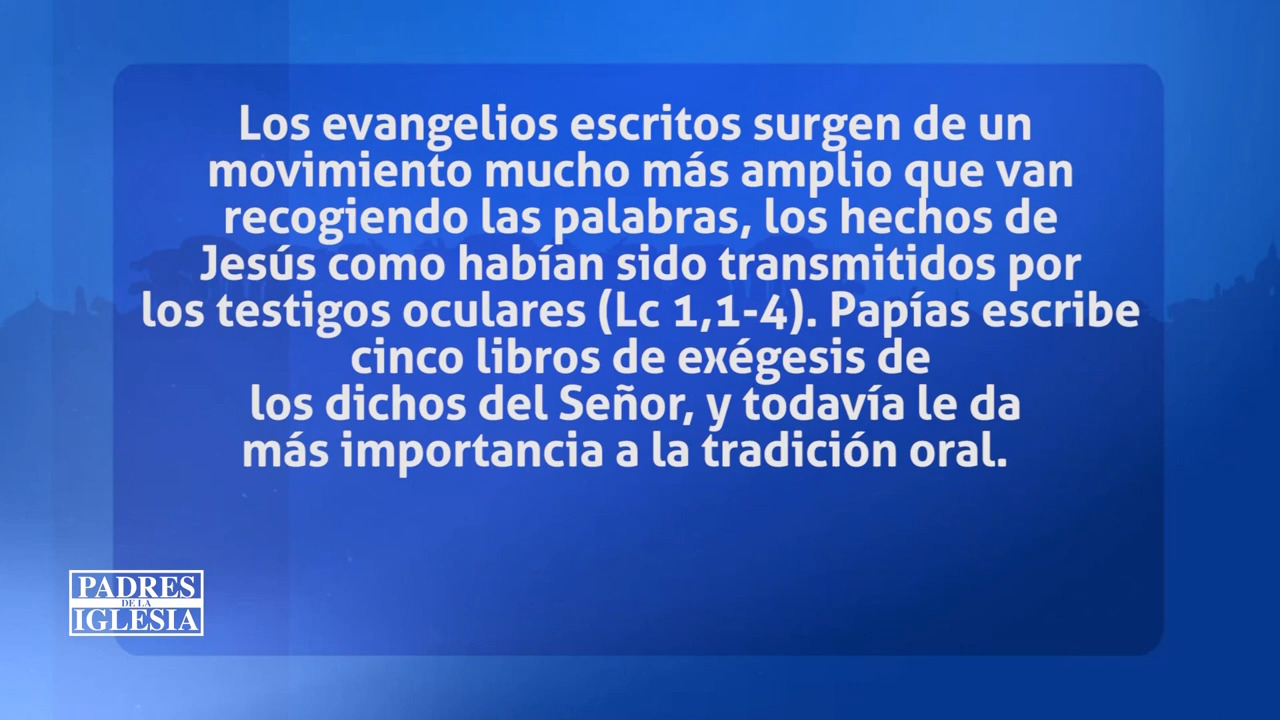 Los evangelios escritos surgen de un
movimiento mucho más amplio que van
recogiendo las palabras, los hechos de
Jesús como habían sido transmitidos por
los testigos oculares (Lc 1,1-4). Papías escribe
cinco libros de exégesis de
los dichos del Señor, y todavía le da
más importancia a la tradición oral.
PADRES
DE LA
IGLESIA